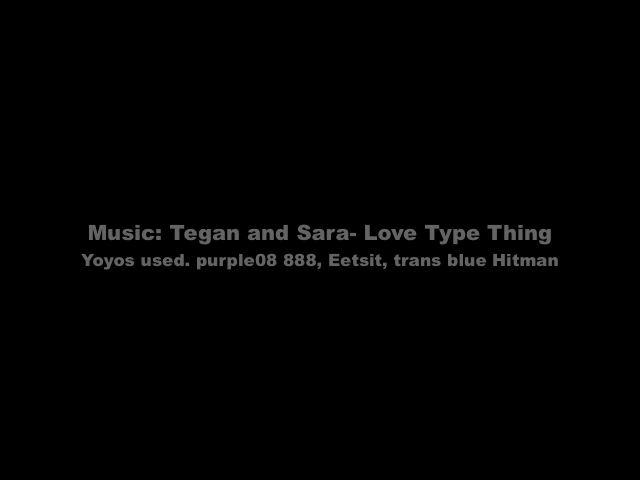 Music: Tegan and Sara- Love Type Thing
Yoyos used. purple08 888, Eetsit, trans blue Hitman